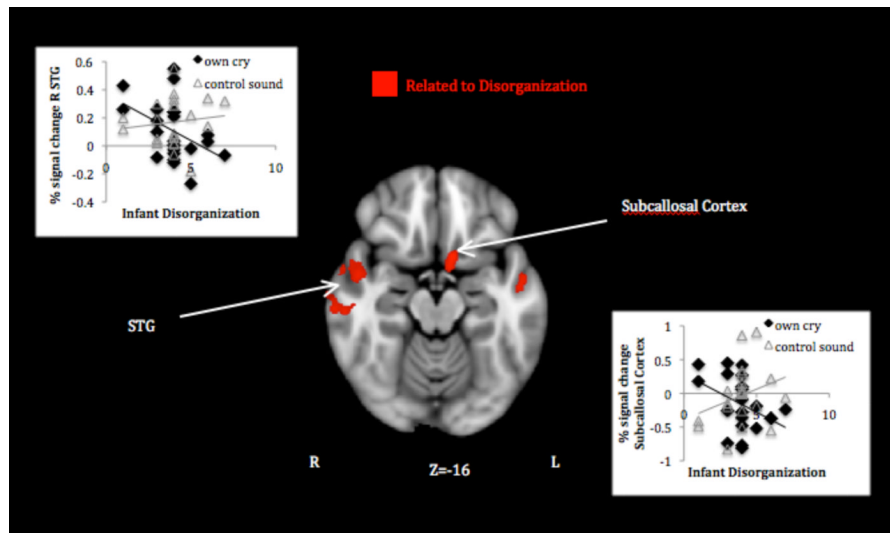 0.6
own cry
control sound
0.4
0.2
0
-0.2
-0.4
0
5
10
% signal change R STG
Infant Disorganization
Related to Disorganization
Subcallosal Cortex
STG
R
Z=-16
L
1
own cry
control sound
0.5
0
-0.5
-1
0
5
10
% signal change
Subcallosal Cortex
Infant Disorganization